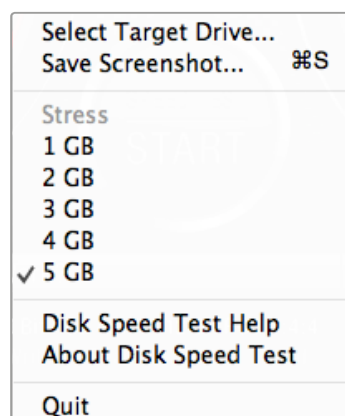 Select Target Drive...
Save Screenshot... ⌘S
Stress
START
1 GB
2 GB
3 GB
4 GB
✓ 5 GB
Disk Speed Test Help
About Disk Speed Test
Quit